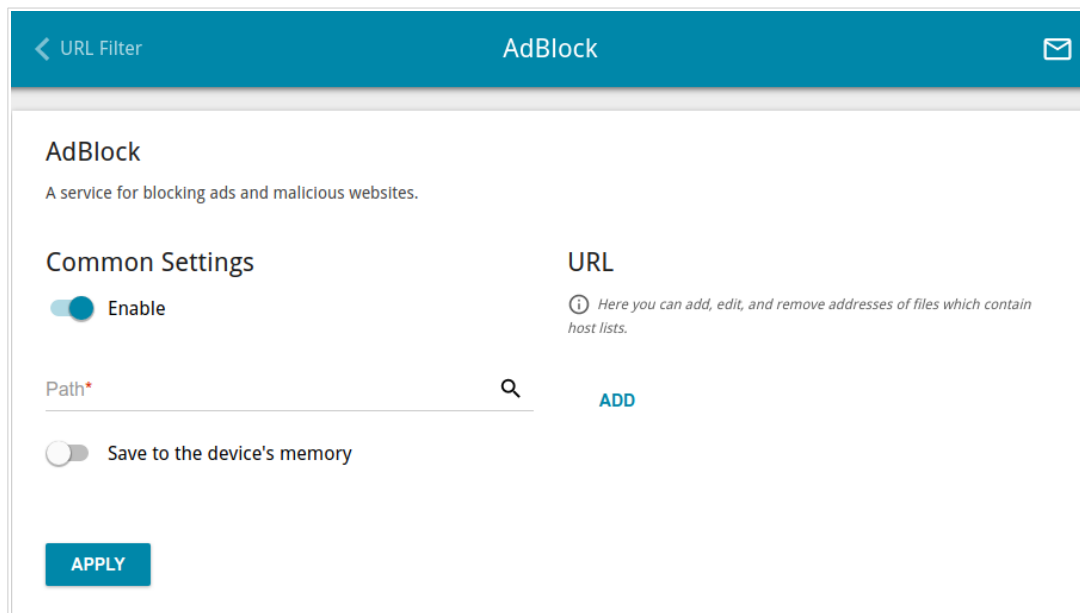 URL Filter
AdBlock
AdBlock
A service for blocking ads and malicious websites.
Common Settings
Enable
Path*
Save to the device's memory
APPLY
URL
Here you can add, edit, and remove addresses of files which contain
host lists.
ADD